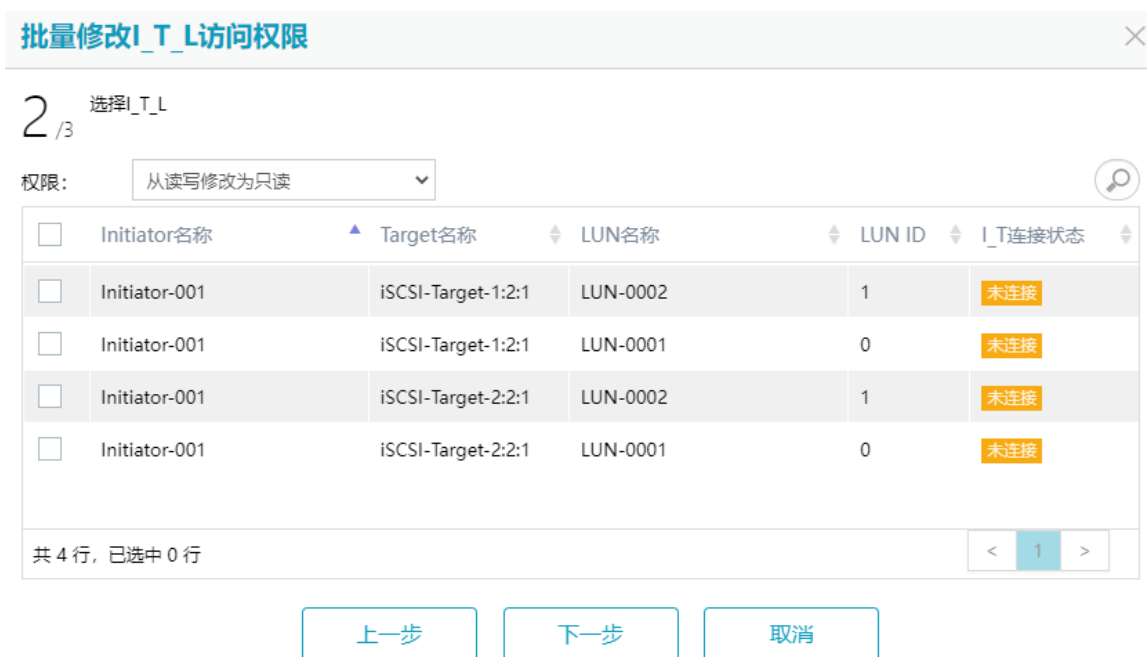 批量修改I_T_L访问权限
2 /3 选择I_T_L
权限: 从读写修改为只读
Initiator名称 Target名称 LUN名称 LUN ID I_T连接状态
Initiator-001 iSCSI-Target-1:2:1 LUN-0002 1 未连接
Initiator-001 iSCSI-Target-1:2:1 LUN-0001 0 未连接
Initiator-001 iSCSI-Target-2:2:1 LUN-0002 1 未连接
Initiator-001 iSCSI-Target-2:2:1 LUN-0001 0 未连接
共 4 行, 已选中 0 行 < 1 >
上一步 下一步 取消